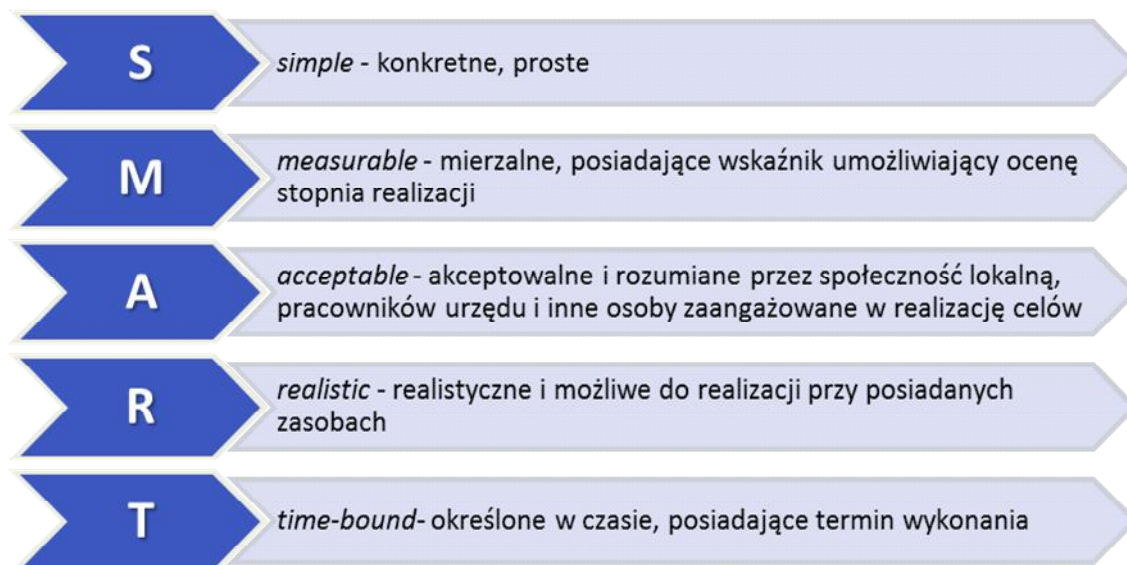 S
simple - konkretne, proste
M
measurable - mierzalne, posiadające wskaźnik umożliwiający ocenę
stopnia realizacji
A
acceptable - akceptowalne i rozumiane przez społeczność lokalną,
pracowników urzędu i inne osoby zaangażowane w realizację celów
R
realistic - realistyczne i możliwe do realizacji przy posiadanych
zasobach
T
time-bound- określone w czasie, posiadające termin wykonania